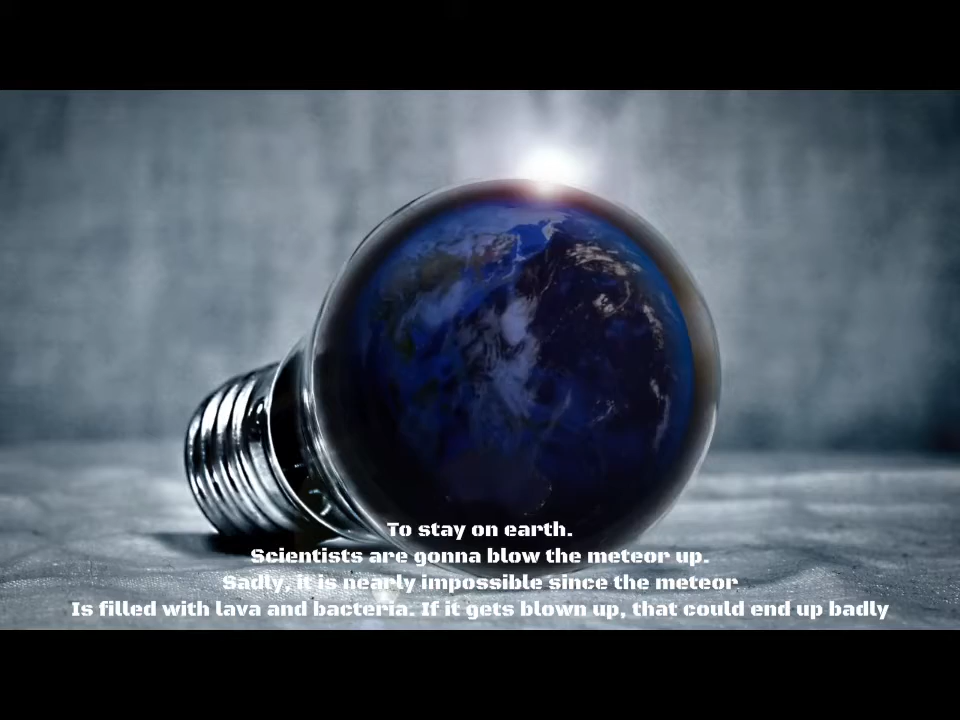 To stay on earth.
Scientists are gonna blow the meteor up.
Sadly, it is nearly impossible since the meteor
Is filled with lava and bacteria. If it gets blown up, that could end up badly